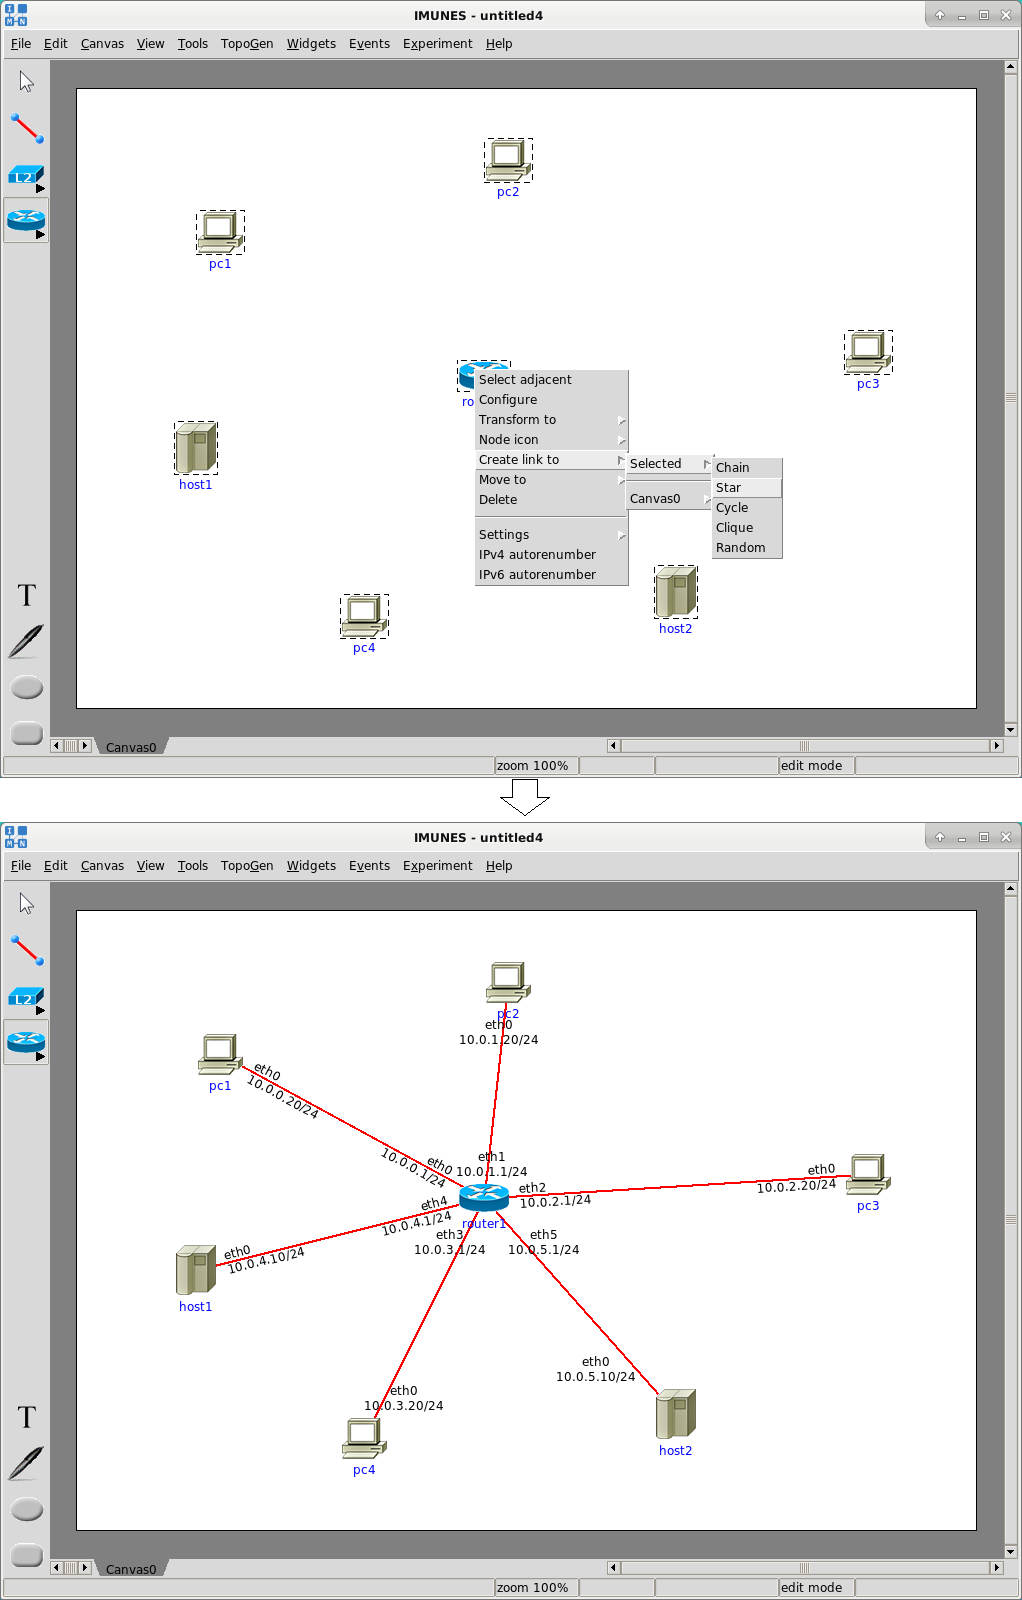 IMUNES - untitled4
File Edit Canvas View Tools TopoGen Widgets Events Experiment Help
L2
pc2
pc1
pc3
ro
Select adjacent
Configure
Transform to
Node icon
Create link to
Selected
Chain
Star
Move to
Delete
Canvas0
Cycle
Clique
Random
host1
Settings
IPv4 autorenumber
IPv6 autorenumber
T
host2
pc4
Canvas0
zoom 100%
edit mode
IMUNES - untitled4
File Edit Canvas View Tools TopoGen Widgets Events Experiment Help
L2
pc2
eth0
10.0.1.20/24
pc1
eth0
10.0.0.20/24
eth0
10.0.0.1/24
eth1
10.0.1.1/24
eth2
10.0.2.1/24
eth0
10.0.2.20/24
pc3
eth4
10.0.4.1/24
router1
eth3
10.0.3.1/24
eth5
10.0.5.1/24
eth0
10.0.4.10/24
host1
eth0
10.0.5.10/24
eth0
10.0.3.20/24
T
host2
pc4
Canvas0
zoom 100%
edit mode